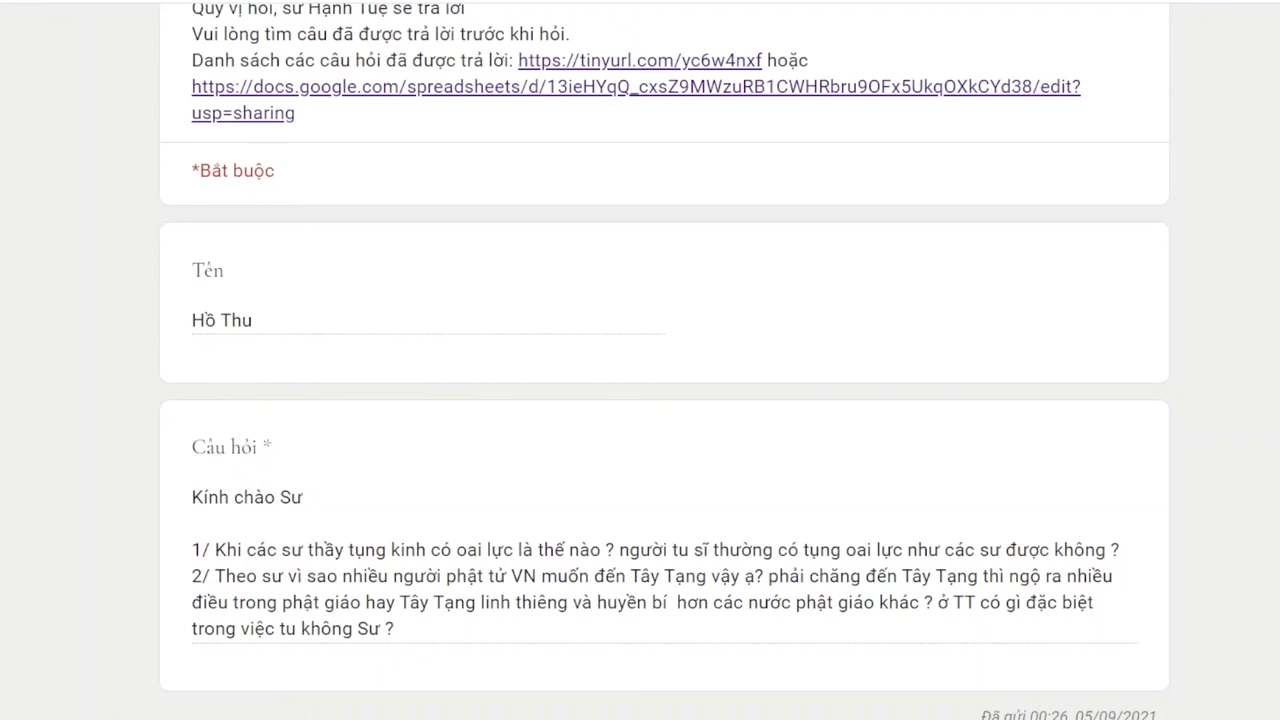 Quý vị hỏi, sư Hạnh Tuệ sẽ trả lời
Vui lòng tìm câu đã được trả lời trước khi hỏi.
Danh sách các câu hỏi đã được trả lời: https://tinyurl.com/yc6w4nxf hoặc
https://docs.google.com/spreadsheets/d/13ieHYqQ_cxsZ9MWzuRB1CWHRbru9OFx5UkqOXkCYd38/edit?
usp=sharing
*Bắt buộc
Tên
Hồ Thu
Câu hỏi *
Kính chào Sư
1/ Khi các sư thầy tụng kinh có oai lực là thế nào ? người tu sĩ thường có tụng oai lực như các sư được không ?
2/ Theo sư vì sao nhiều người phật tử VN muốn đến Tây Tạng vậy ạ? phải chăng đến Tây Tạng thì ngộ ra nhiều
điều trong phật giáo hay Tây Tạng linh thiêng và huyền bí hơn các nước phật giáo khác ? ở TT có gì đặc biệt
trong việc tu không Sư ?
Đã gửi 00:26, 05/09/2021